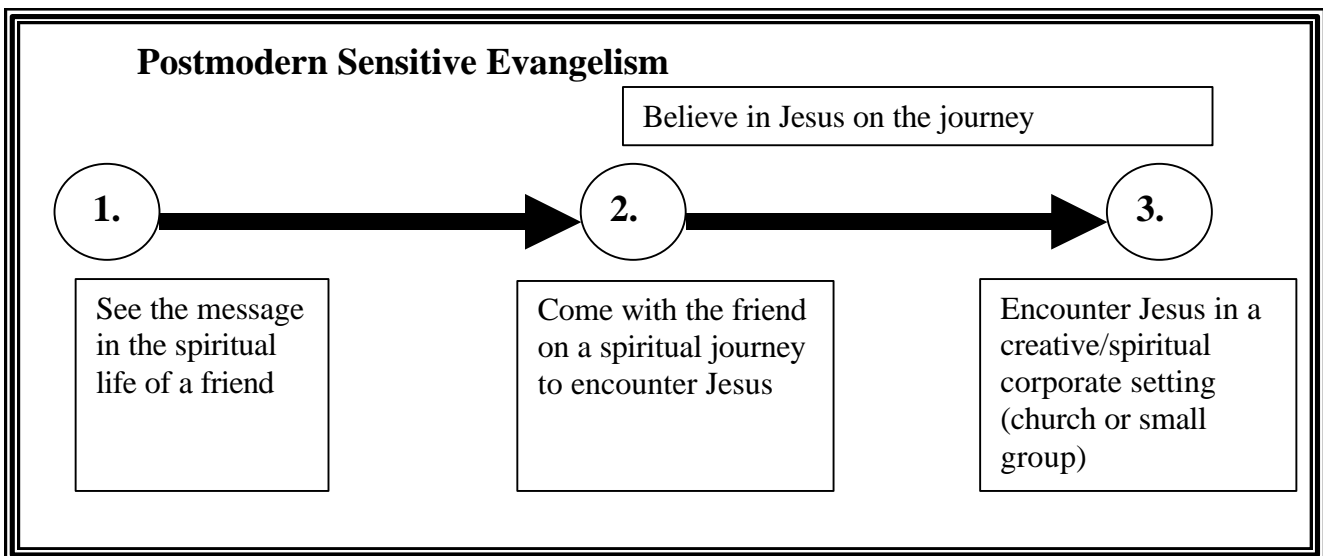 Postmodern Sensitive Evangelism
Believe in Jesus on the journey
1.
2.
3.
See the message
in the spiritual
life of a friend
Come with the friend
on a spiritual journey
to encounter Jesus
Encounter Jesus in a
creative/spiritual
corporate setting
(church or small
group)